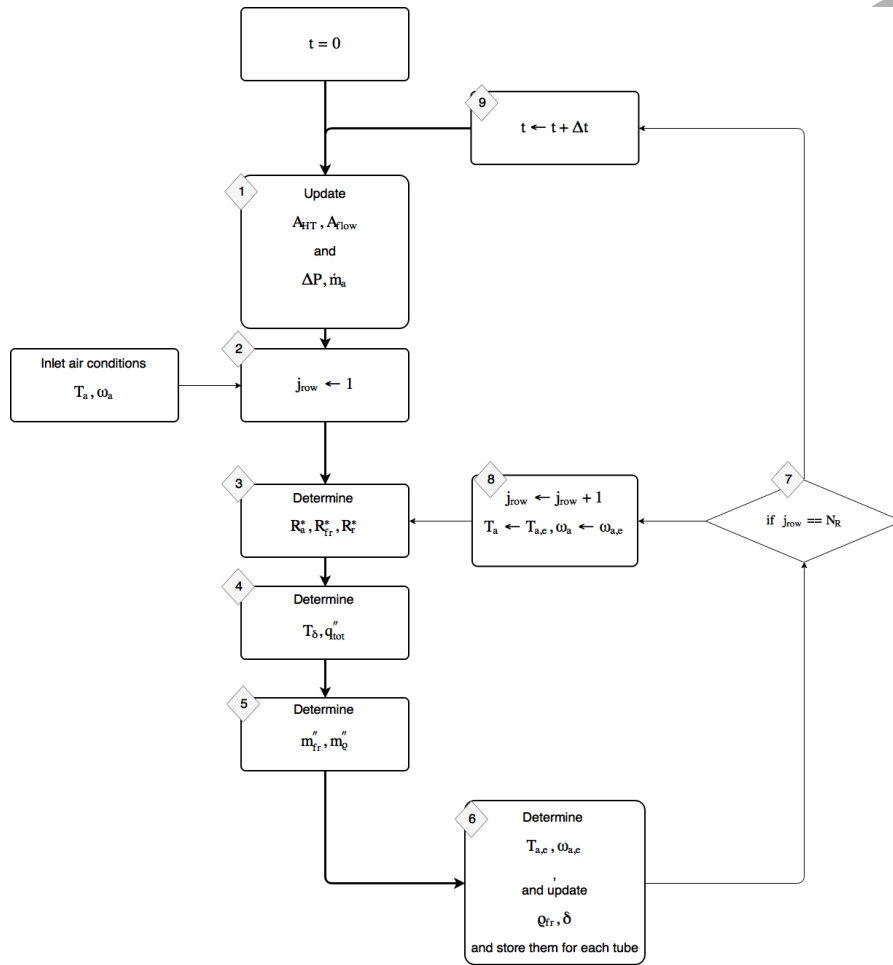 t = 0
9
t ← t + Δt
1
Update
A_HT , A_flow
and
ΔP, ṁ_a
2
Inlet air conditions
T_a , ω_a
j_row ← 1
3
Determine
R*_a , R*_fr , R*_r
8
j_row ← j_row + 1
T_a ← T_a,e , ω_a ← ω_a,e
7
if j_row == N_R
4
Determine
T_δ , q″_tot
5
Determine
m″_fr , m″_ϱ
6
Determine
T_a,e , ω_a,e
,
and update
ϱ_fr , δ
and store them for each tube